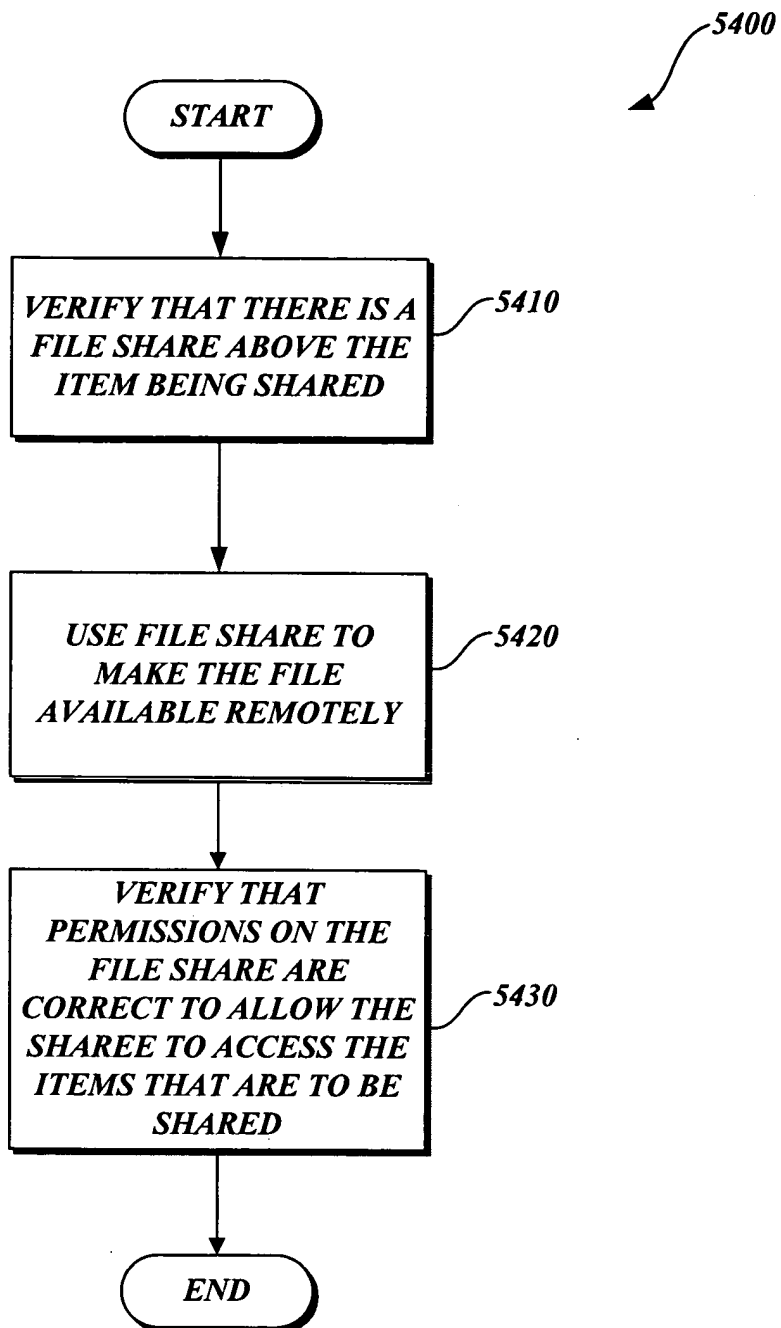 5400
START
VERIFY THAT THERE IS A
FILE SHARE ABOVE THE
ITEM BEING SHARED
5410
USE FILE SHARE TO
MAKE THE FILE
AVAILABLE REMOTELY
5420
VERIFY THAT
PERMISSIONS ON THE
FILE SHARE ARE
CORRECT TO ALLOW THE
SHAREE TO ACCESS THE
ITEMS THAT ARE TO BE
SHARED
5430
END